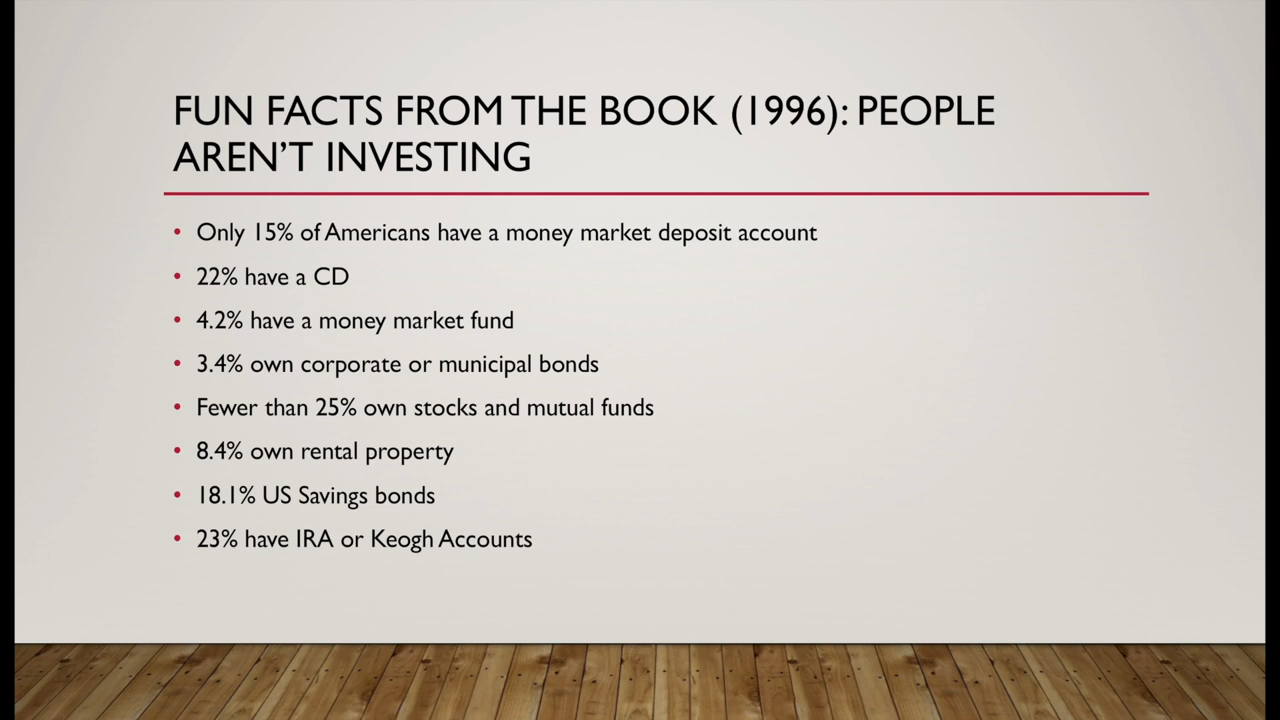 FUN FACTS FROM THE BOOK (1996): PEOPLE
AREN'T INVESTING
• Only 15% of Americans have a money market deposit account
• 22% have a CD
• 4.2% have a money market fund
• 3.4% own corporate or municipal bonds
• Fewer than 25% own stocks and mutual funds
• 8.4% own rental property
• 18.1% US Savings bonds
• 23% have IRA or Keogh Accounts